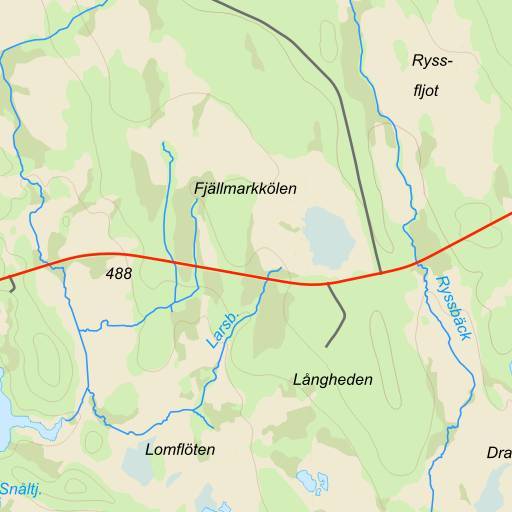 Ryss-
fljot
Fjällmarkkölen
488
Ryssbäck
Larsb.
Långheden
Lomflöten
Dra
Snåltj.